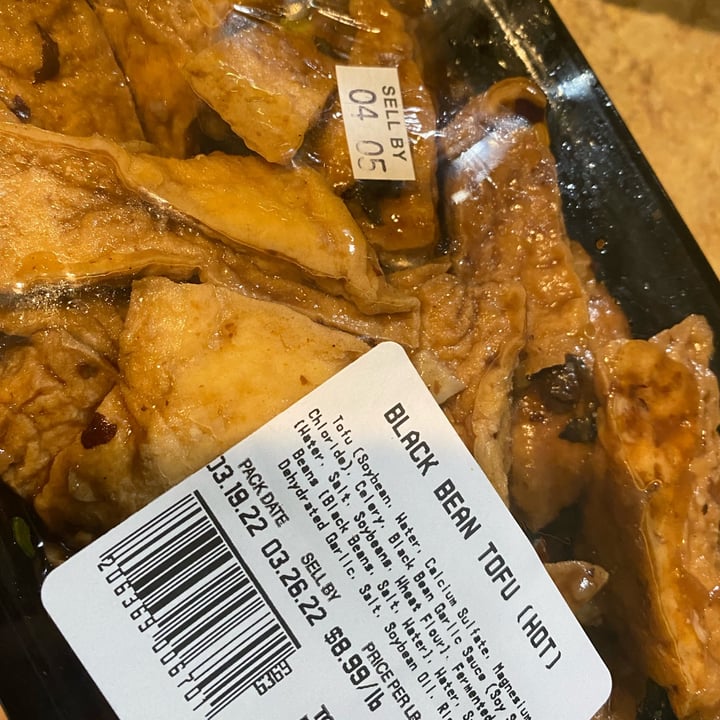 SELL BY
04 05
BLACK BEAN TOFU (HOT)
Tofu (Soybean, Water, Calcium Sulfate, Magnesium
Chloride), Celery, Black Bean Garlic Sauce (Soy
(Water, Salt, Soybeans, Wheat Flour), Fermented
Beans [Black Beans, Salt, Water], Water, S
Dehydrated Garlic, Salt, Soybean Oil,
PACK DATE SELL BY PRICE PER LB
03.19.22 03.26.22 $8.99/lb
206369006701
6369